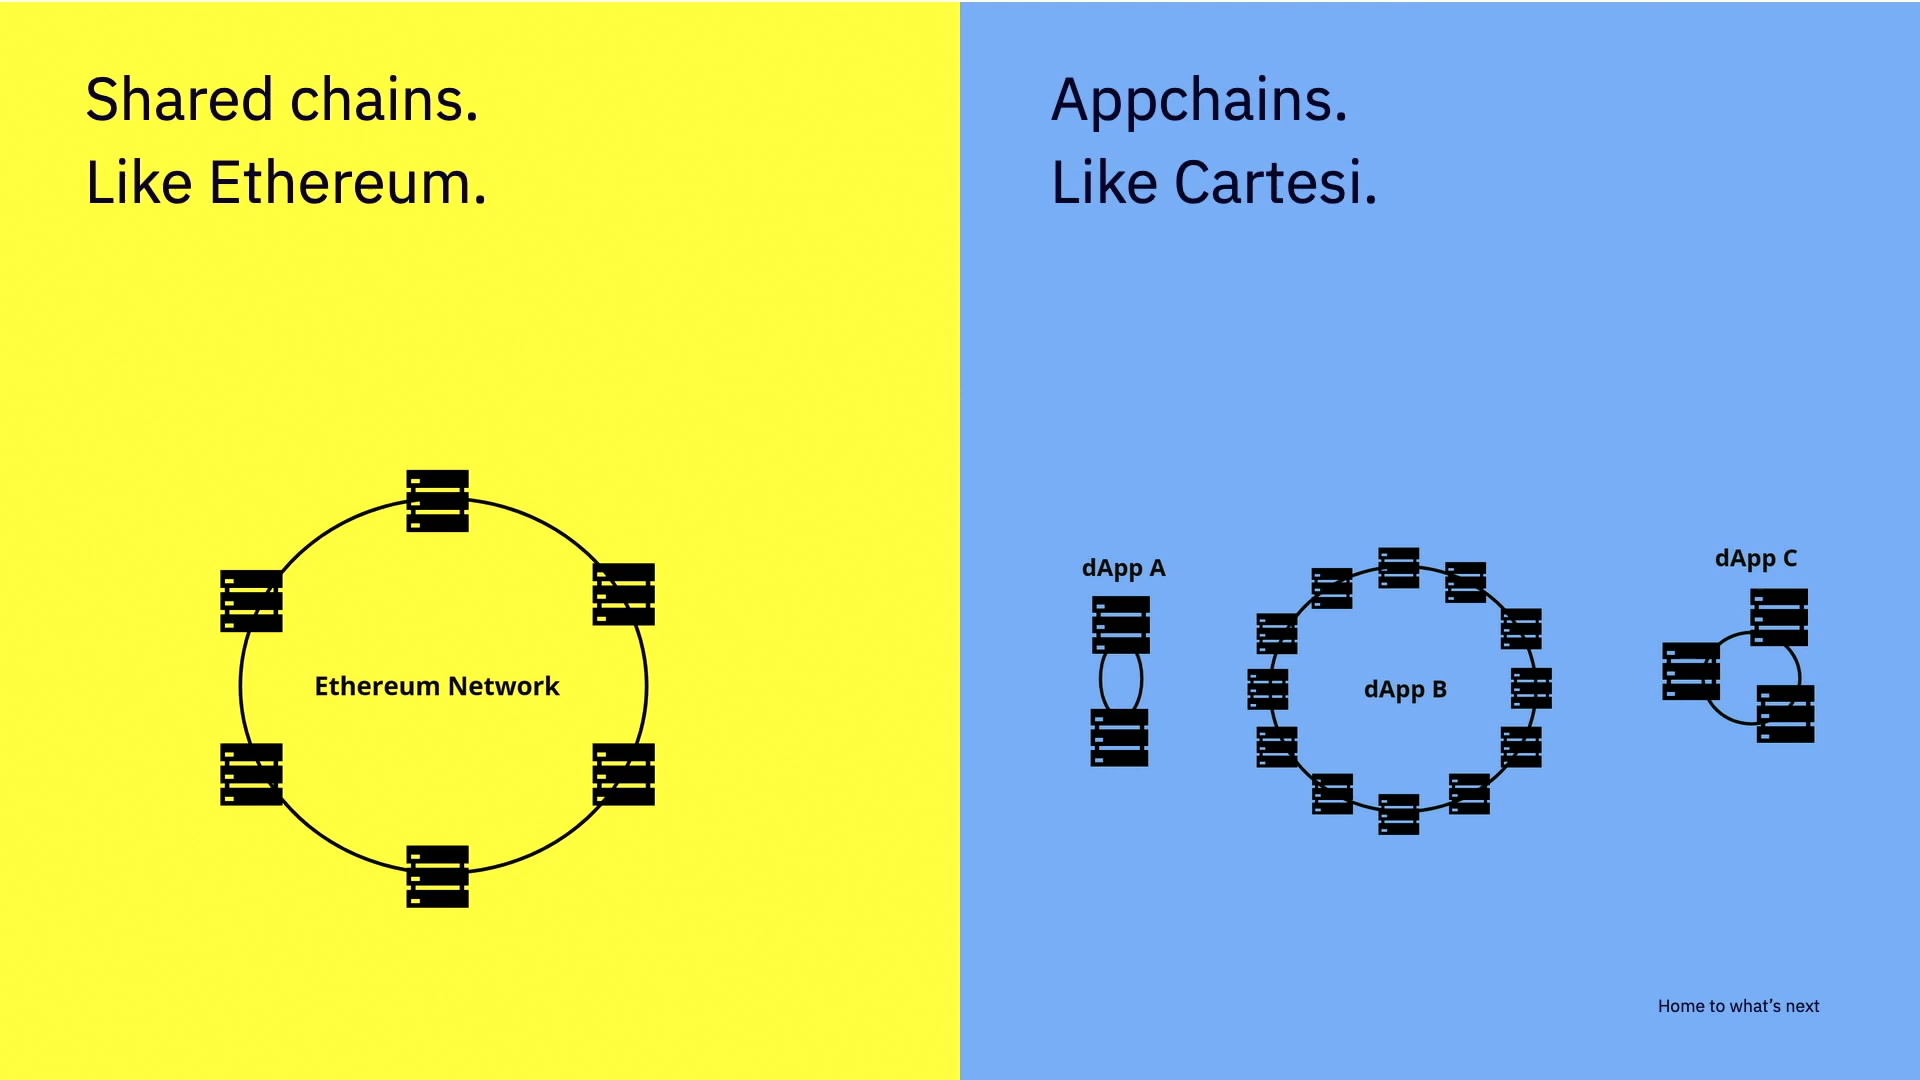 Shared chains.
Like Ethereum.
Ethereum Network
Appchains.
Like Cartesi.
dApp A
dApp B
dApp C
Home to what’s next